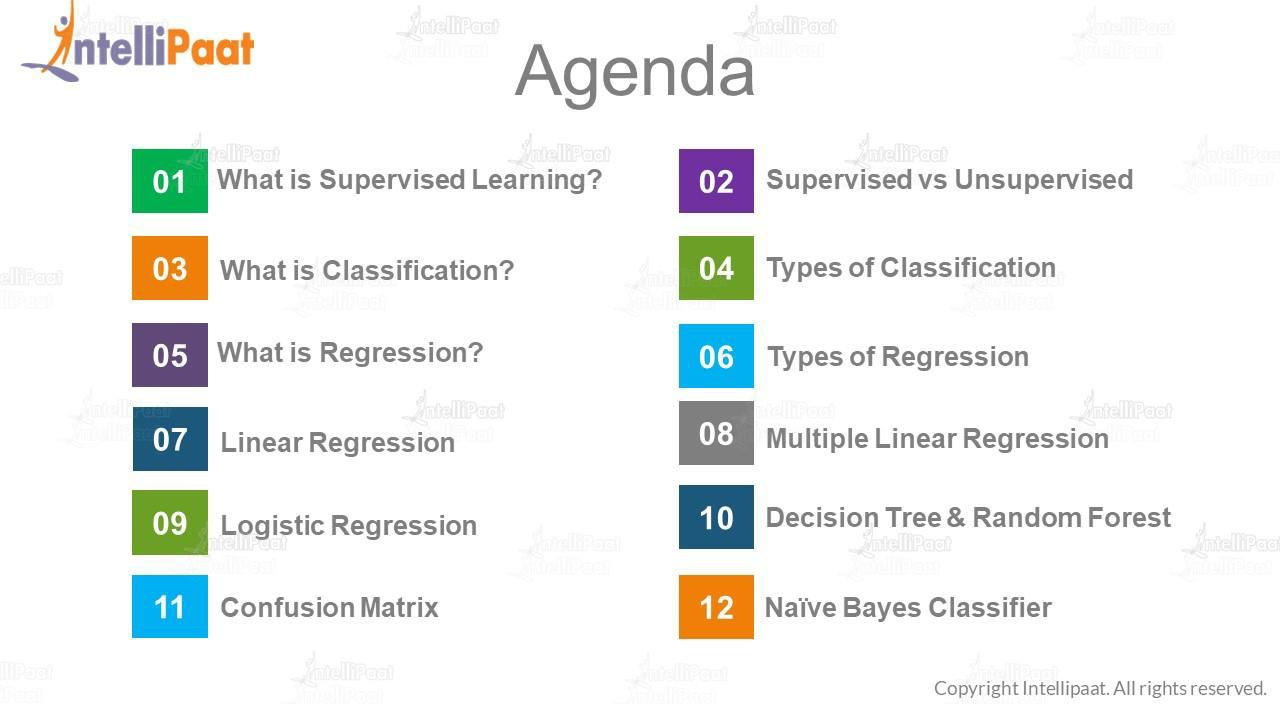 IntelliPaat
Agenda
01 What is Supervised Learning?
02 Supervised vs Unsupervised
03 What is Classification?
04 Types of Classification
05 What is Regression?
06 Types of Regression
07 Linear Regression
08 Multiple Linear Regression
09 Logistic Regression
10 Decision Tree & Random Forest
11 Confusion Matrix
12 Naïve Bayes Classifier
Copyright Intellipaat. All rights reserved.